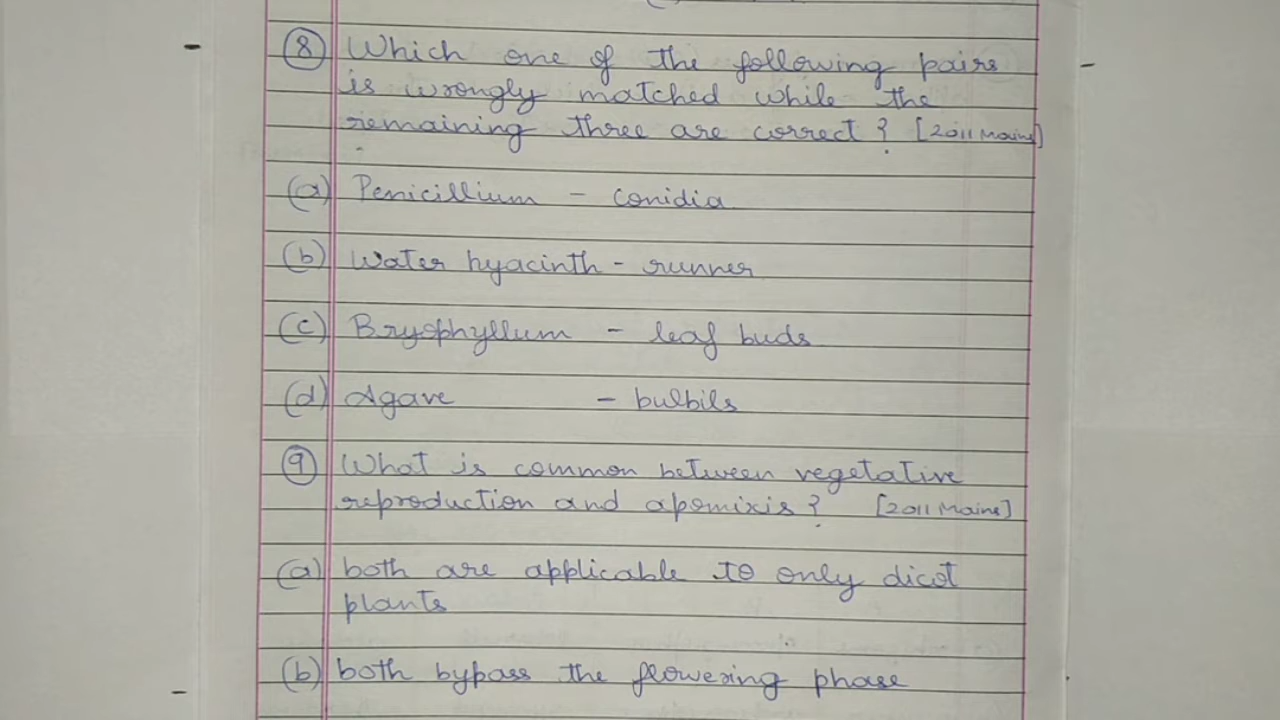 8 Which one of the following pairs
is wrongly matched while the
remaining three are correct ? [2011 Mains]
(a) Penicillium - conidia
(b) Water hyacinth - runner
(c) Bryophyllum - leaf buds
(d) Agave - bulbils
9 What is common between vegetative
reproduction and apomixis ? [2011 Mains]
(a) both are applicable to only dicot
plants
(b) both bypass the flowering phase